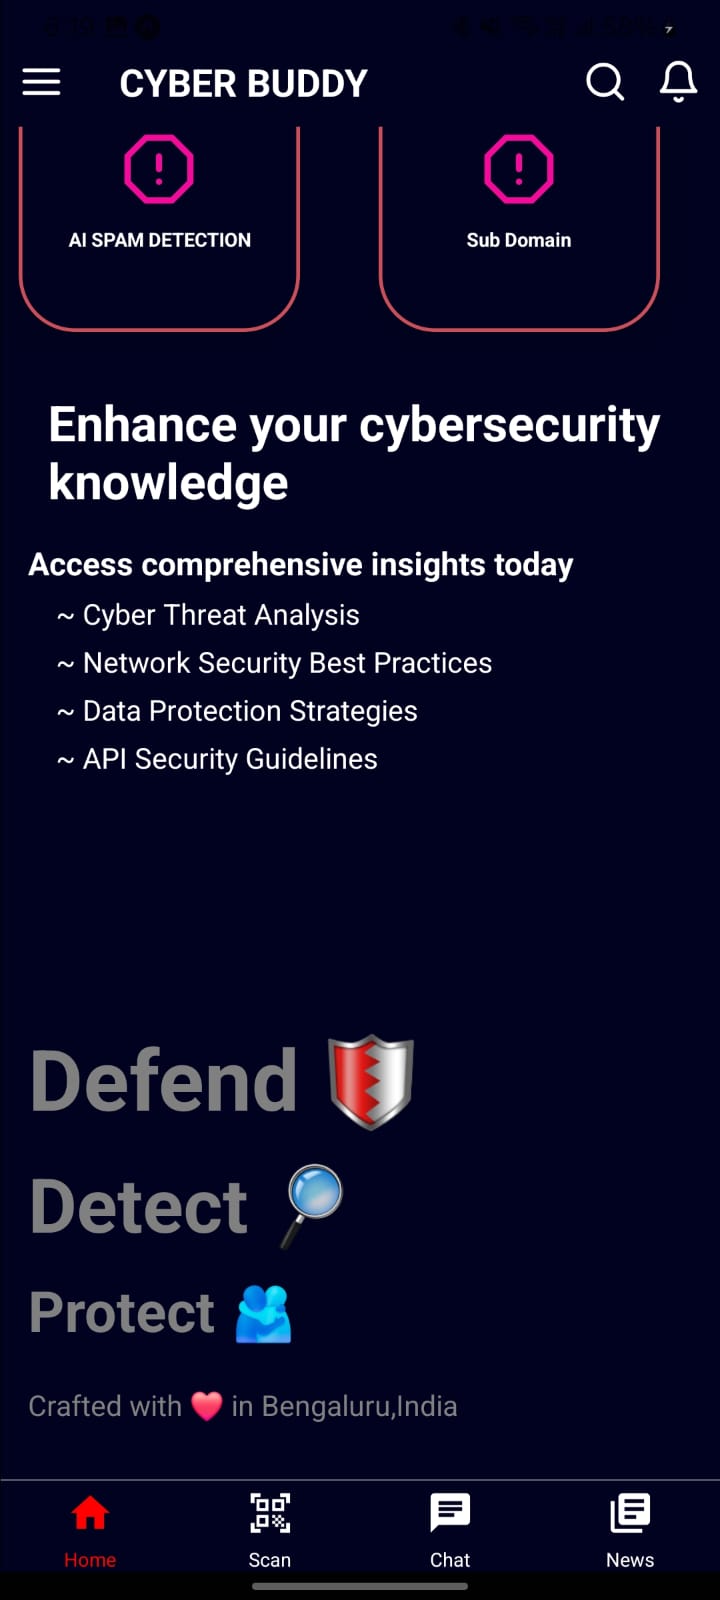 CYBER BUDDY
AI SPAM DETECTION
Sub Domain
Enhance your cybersecurity
knowledge
Access comprehensive insights today
~ Cyber Threat Analysis
~ Network Security Best Practices
~ Data Protection Strategies
~ API Security Guidelines
Defend
Detect
Protect
Crafted with ❤️ in Bengaluru,India
Home
Scan
Chat
News